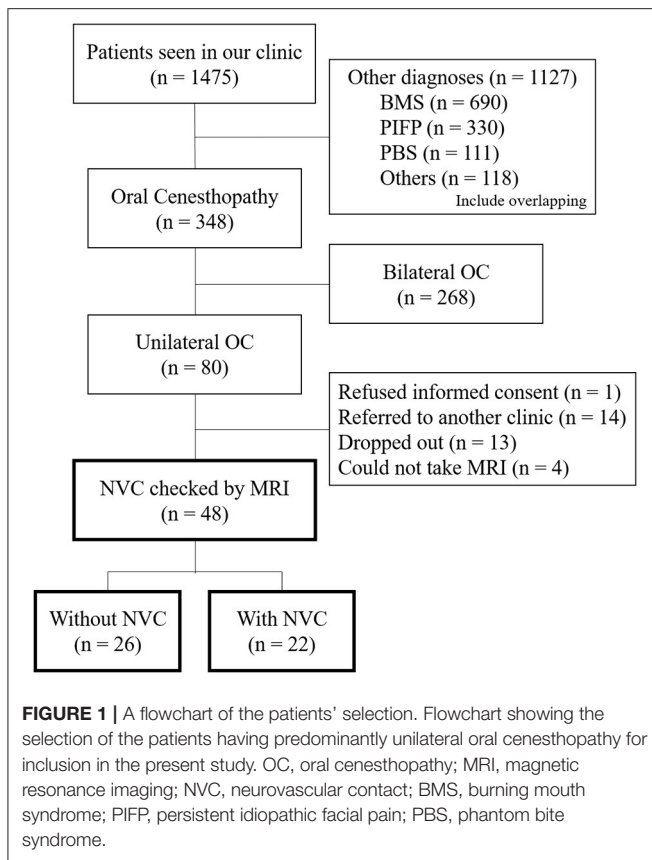 Patients seen in our clinic
(n = 1475)
Other diagnoses (n = 1127)
BMS (n = 690)
PIFP (n = 330)
PBS (n = 111)
Others (n = 118)
Include overlapping
Oral Cenesthopathy
(n = 348)
Bilateral OC
(n = 268)
Unilateral OC
(n = 80)
Refused informed consent (n = 1)
Referred to another clinic (n = 14)
Dropped out (n = 13)
Could not take MRI (n = 4)
NVC checked by MRI
(n = 48)
Without NVC
(n = 26)
With NVC
(n = 22)
FIGURE 1 | A flowchart of the patients' selection. Flowchart showing the
selection of the patients having predominantly unilateral oral cenesthopathy for
inclusion in the present study. OC, oral cenesthopathy; MRI, magnetic
resonance imaging; NVC, neurovascular contact; BMS, burning mouth
syndrome; PIFP, persistent idiopathic facial pain; PBS, phantom bite
syndrome.